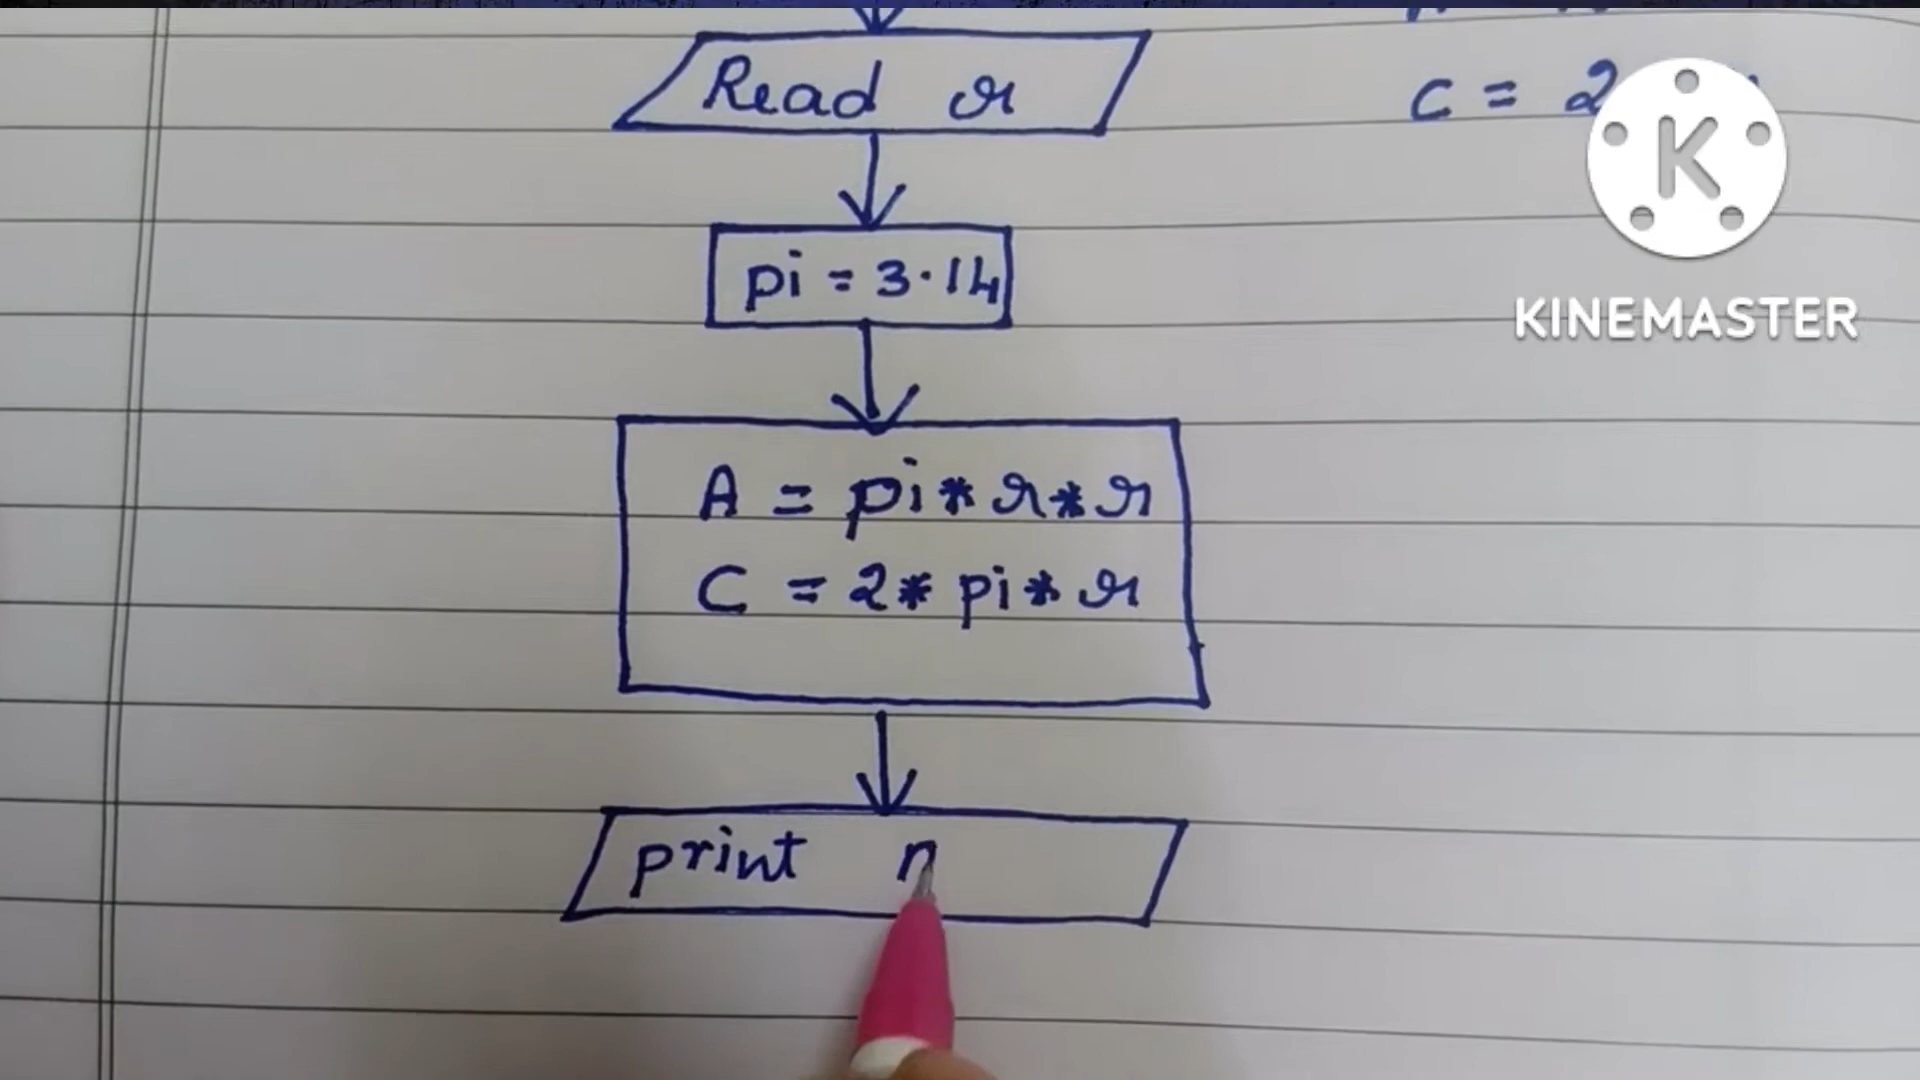 Read r
C = 2
pi = 3.14
KINEMASTER
A = pi * r * r
C = 2 * pi * r
print